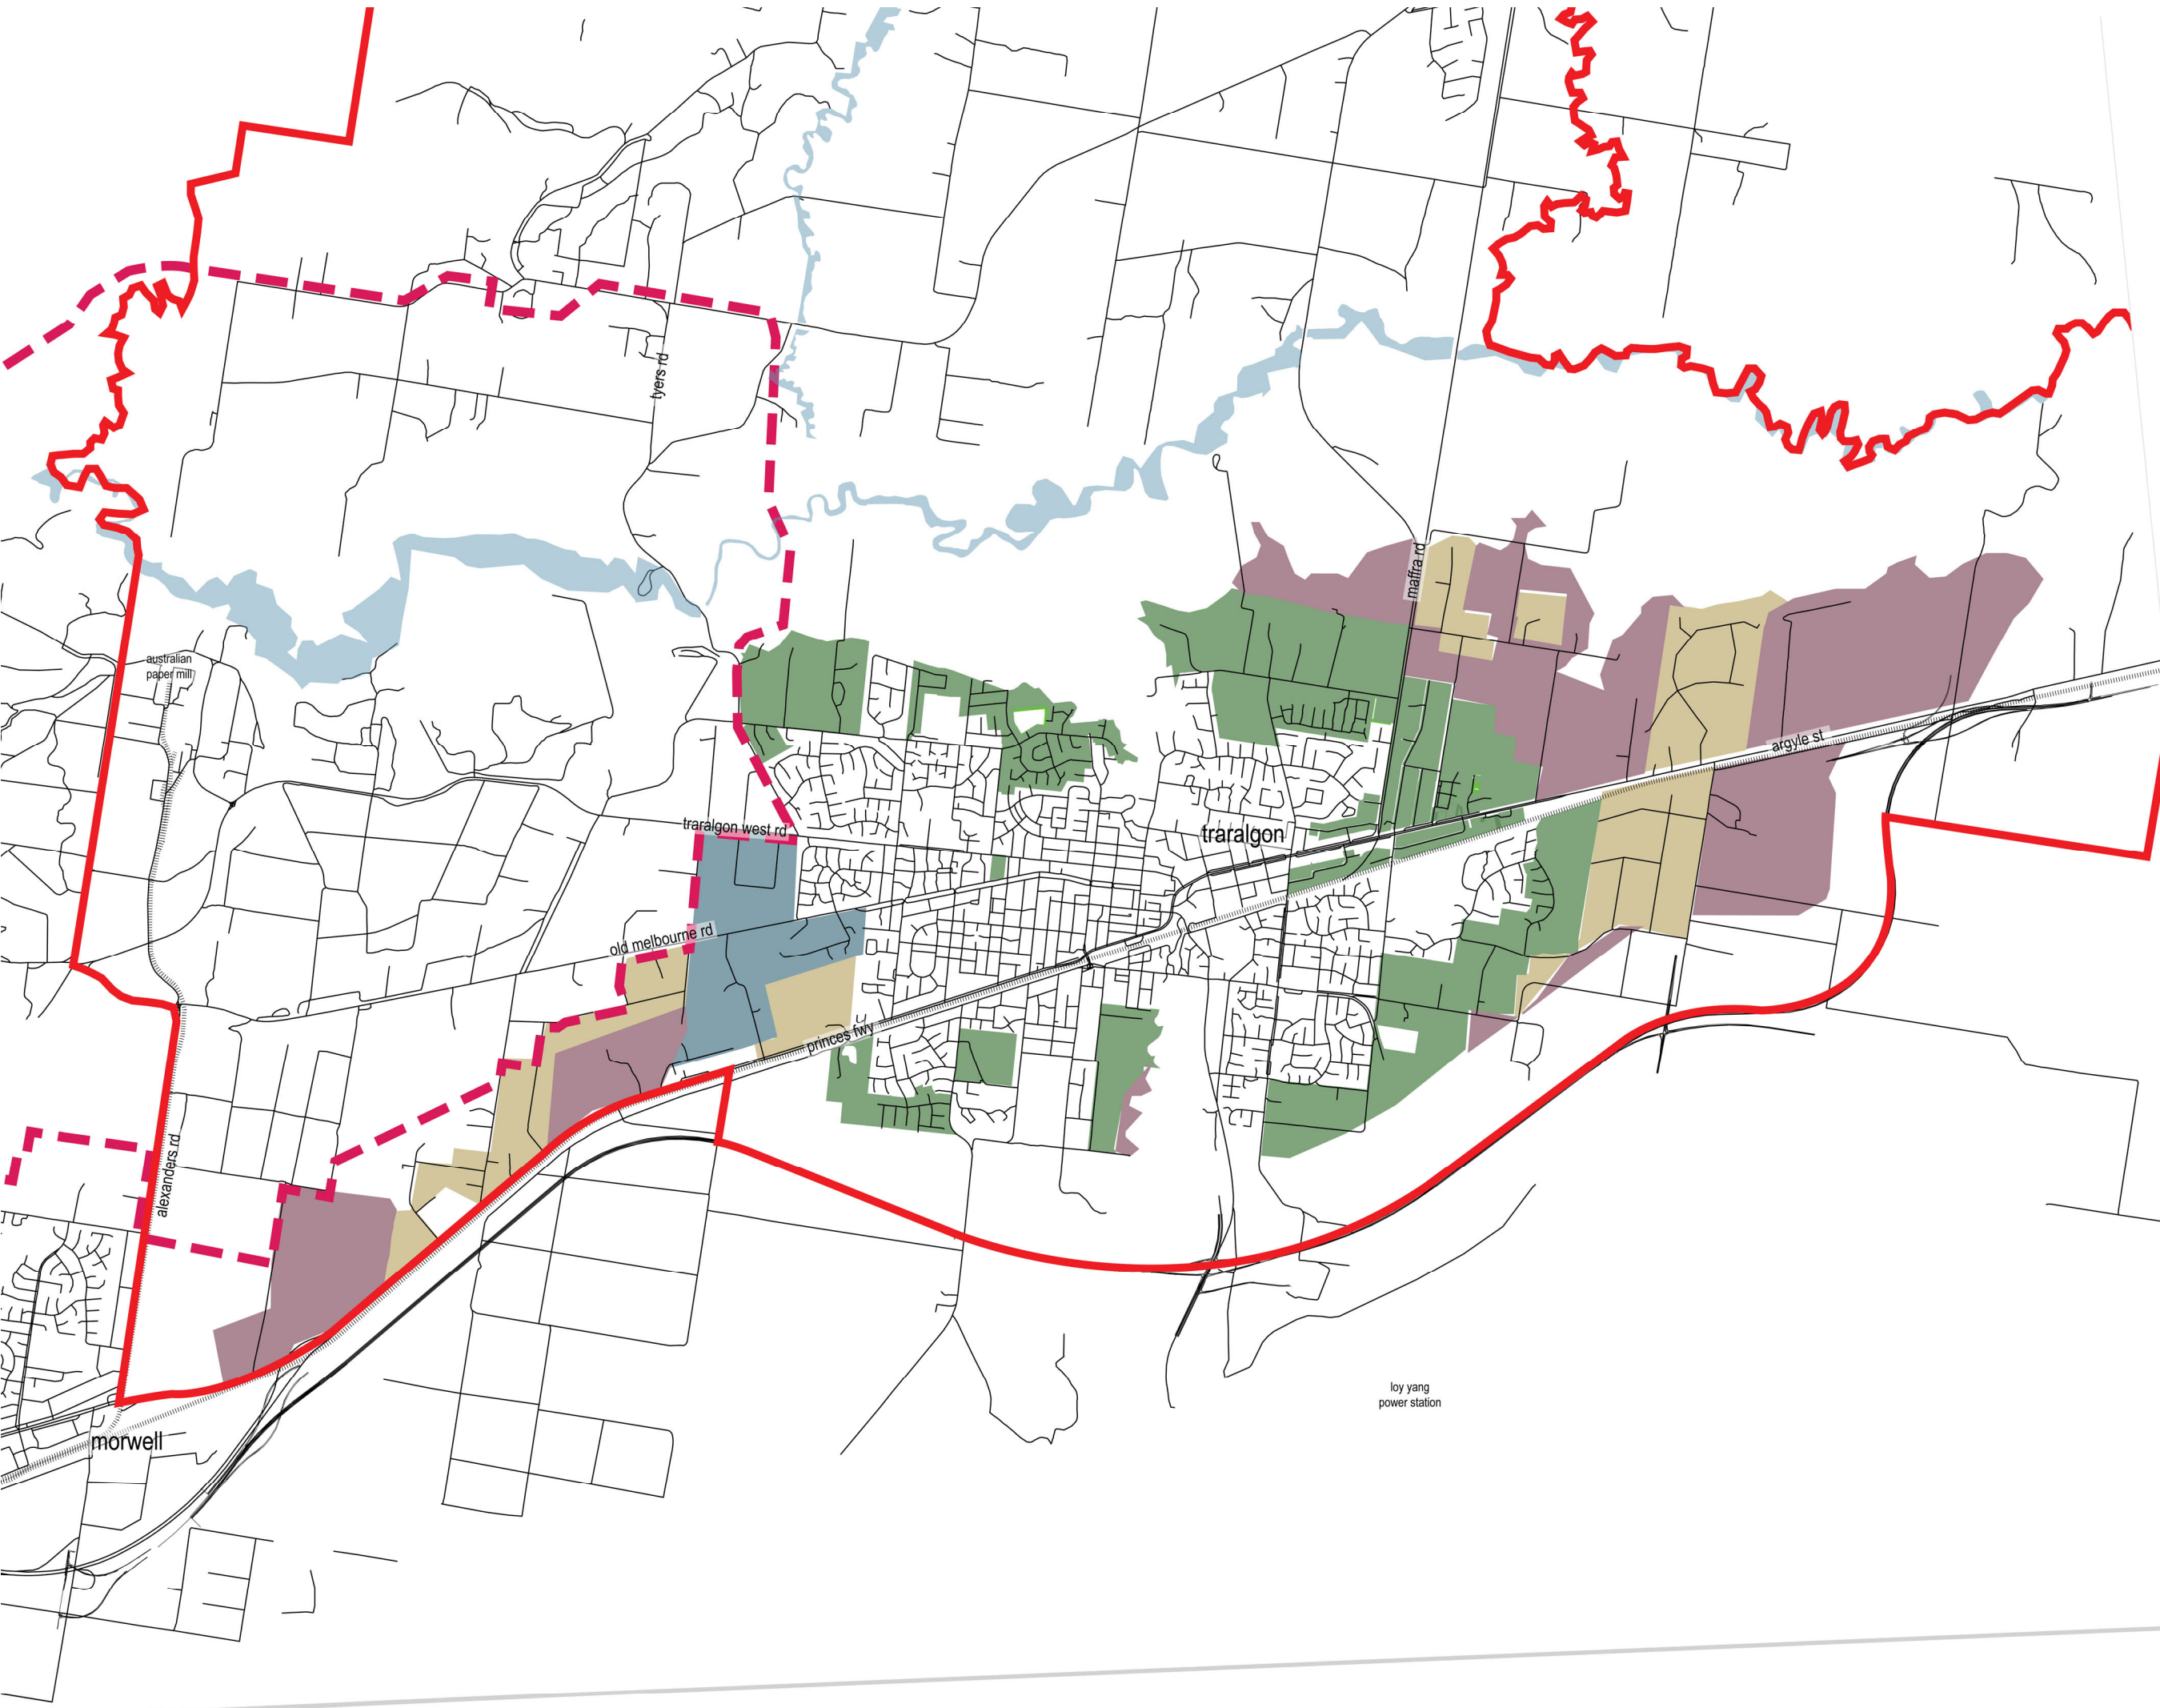 tyers rd
maffra rd
australian
paper mill
argyle st
traralgon west rd
traralgon
old melbourne rd
princes fwy
alexanders rd
loy yang
power station
morwell